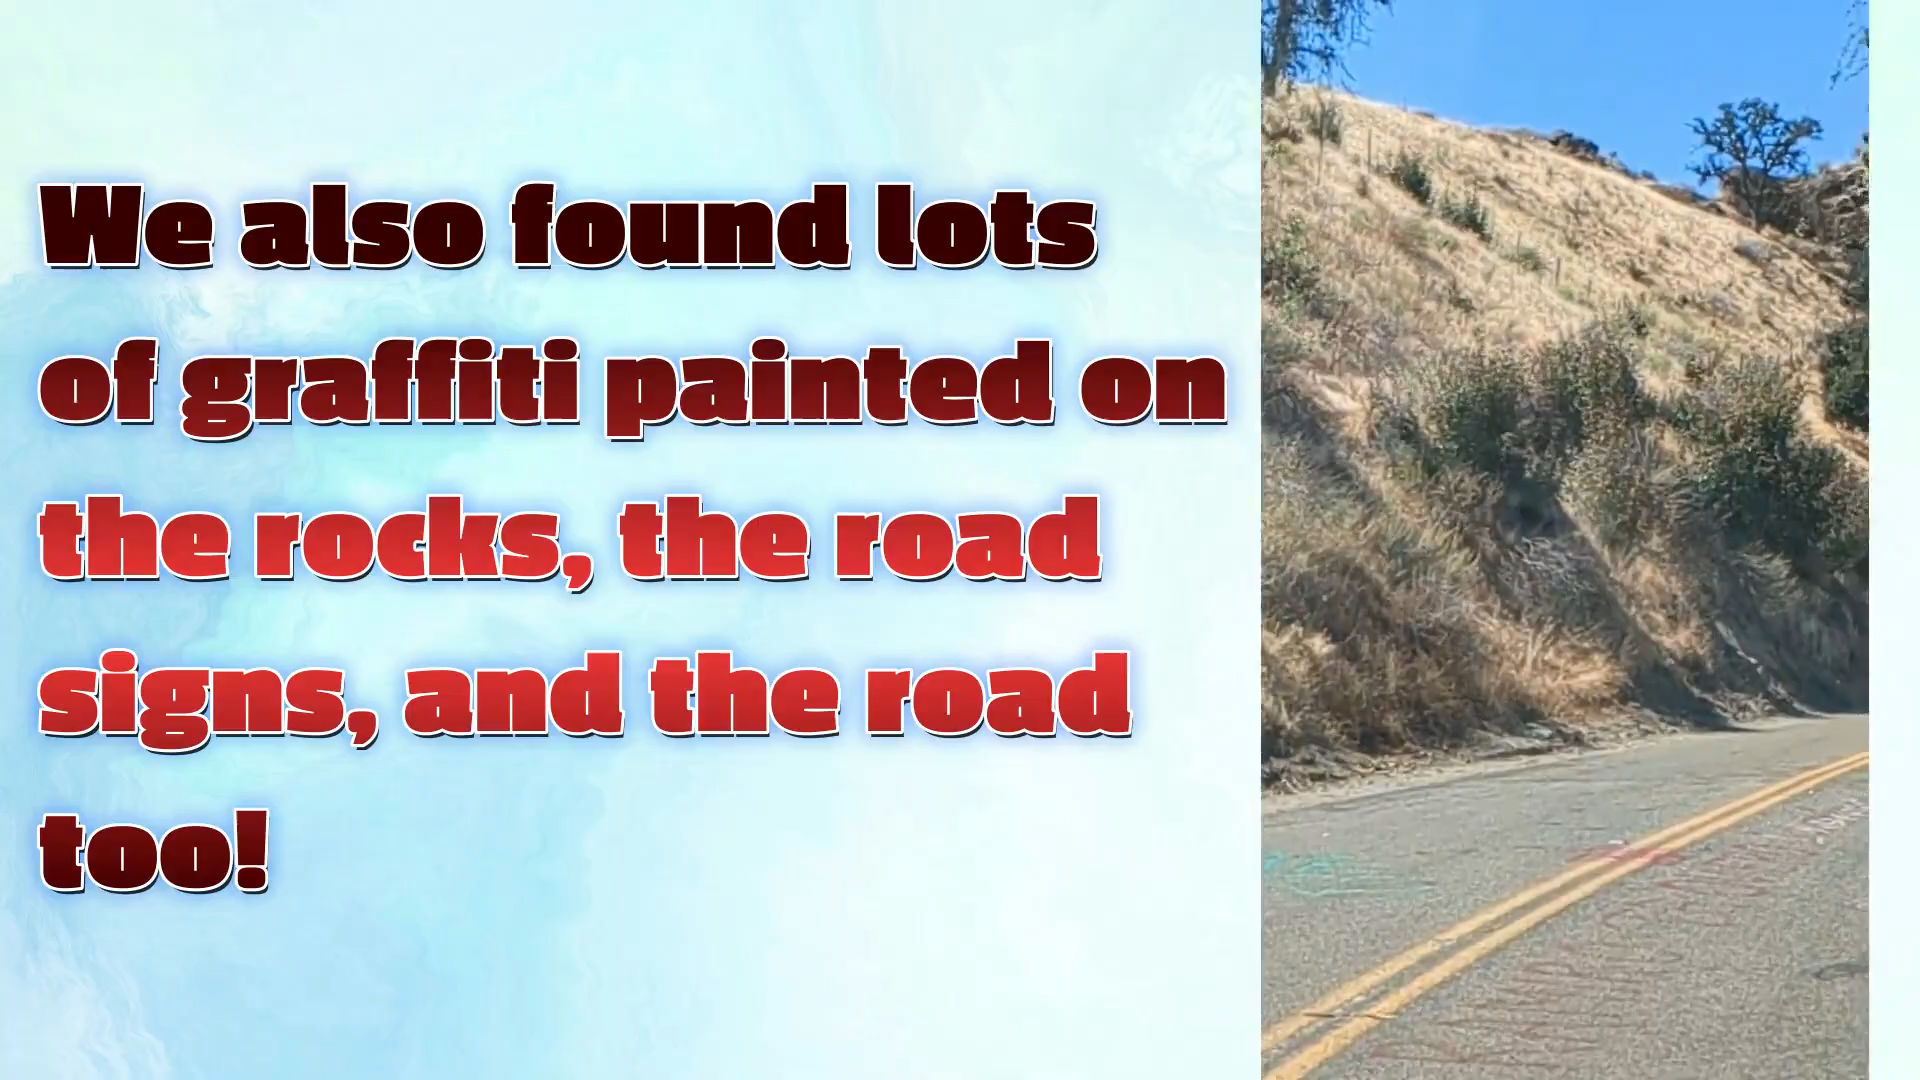 We also found lots
of graffiti painted on
the rocks, the road
signs, and the road
too!